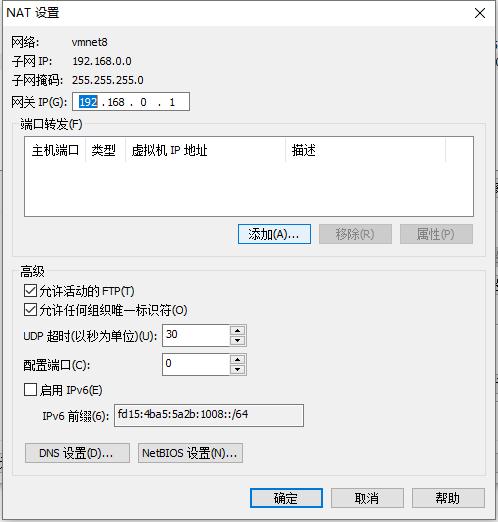 NAT 设置
网络: vmnet8
子网 IP: 192.168.0.0
子网掩码: 255.255.255.0
网关 IP(G): 192 . 168 . 0 . 1
端口转发(F)
主机端口 类型 虚拟机 IP 地址 描述
添加(A)... 移除(R) 属性(P)
高级
允许活动的 FTP(T)
允许任何组织唯一标识符(O)
UDP 超时(以秒为单位)(U): 30
配置端口(C): 0
启用 IPv6(E)
IPv6 前缀(6): fd15:4ba5:5a2b:1008::/64
DNS 设置(D)... NetBIOS 设置(N)...
确定 取消 帮助